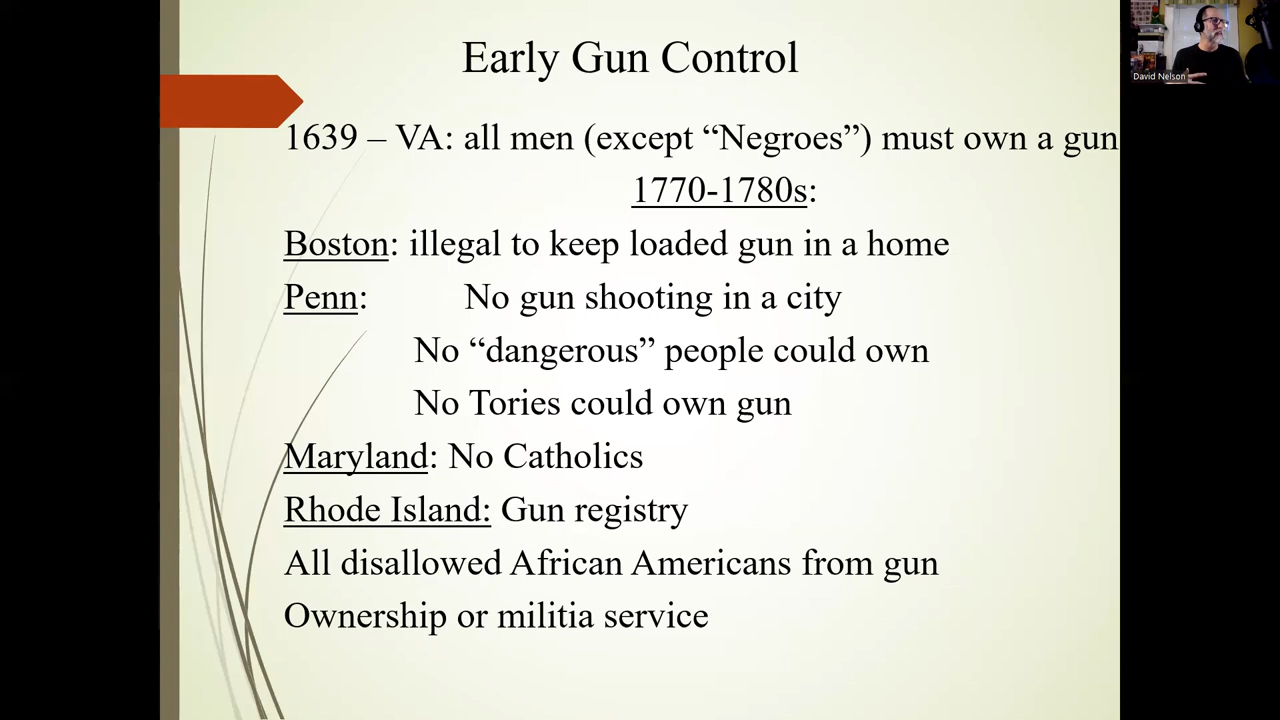 Early Gun Control
David Nelson
1639 – VA: all men (except “Negroes”) must own a gun
1770-1780s:
Boston: illegal to keep loaded gun in a home
Penn: No gun shooting in a city
No “dangerous” people could own
No Tories could own gun
Maryland: No Catholics
Rhode Island: Gun registry
All disallowed African Americans from gun
Ownership or militia service